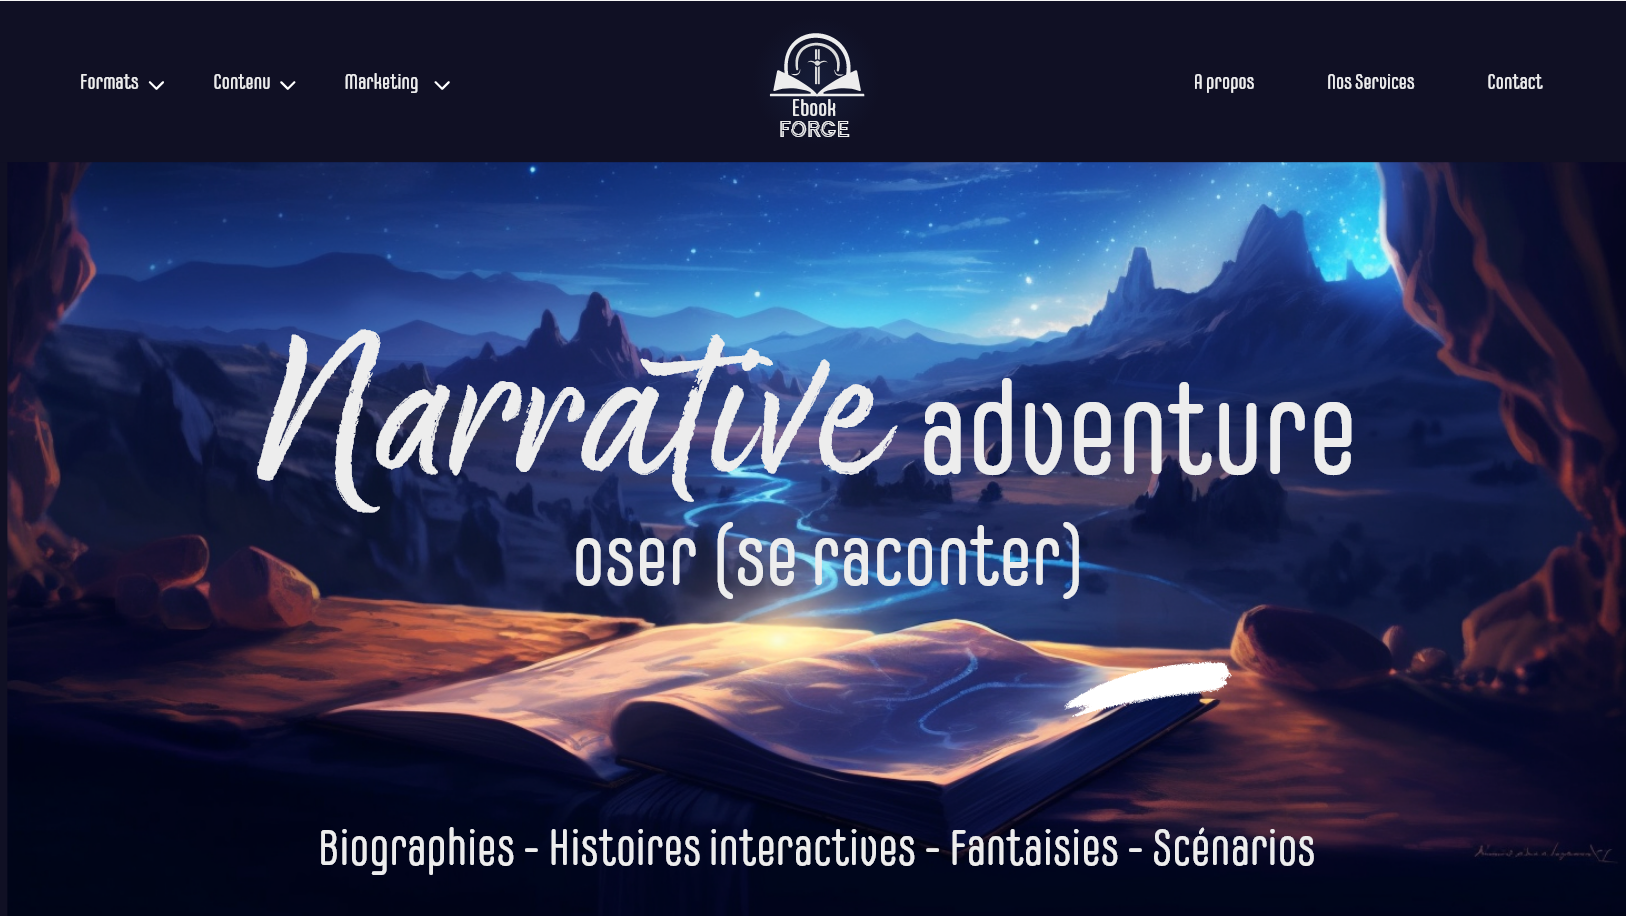 Formats Contenu Marketing
Ebook
FORGE
A propos Nos Services Contact
Narrative adventure
oser (se raconter)
Biographies - Histoires interactives - Fantaisies - Scénarios